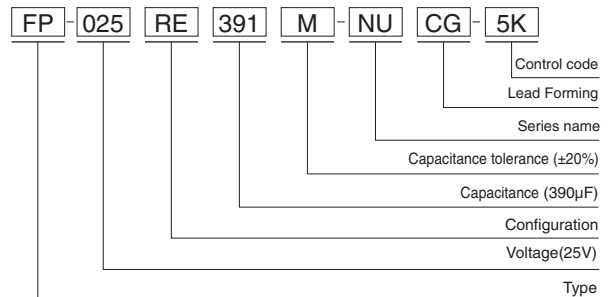 FP-025 RE 391 M-NU CG-5K
Control code
Lead Forming
Series name
Capacitance tolerance (±20%)
Capacitance (390µF)
Configuration
Voltage(25V)
Type